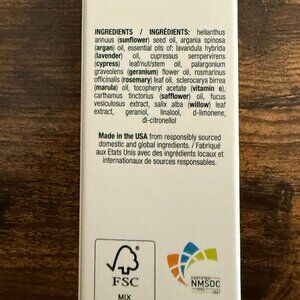 INGREDIENTS / INGRÉDIENTS: helianthus
annuus (sunflower) seed oil, argania spinosa
(argan) oil, essential oils of: lavandula hybrida
(lavender) oil, cupressus sempervirens
(cypress) leaf/nut/stem oil, palargonium
graveolens (geranium) flower oil, rosmarinus
officinalis (rosemary) leaf oil, sclerocarya birrea
(marula) oil, tocopheryl acetate (vitamin e),
carthamus tinctorius (safflower) oil, fucus
vesiculosus extract, salix alba (willow) leaf
extract, geraniol, linalool, d-limonene,
di-citronellol
Made in the USA from responsibly sourced
domestic and global ingredients. / Fabriqué
aux Etats Unis avec des ingrédients locaux et
internationaux de sources responsables.
FSC
MIX
CERTIFIED
NMSDC